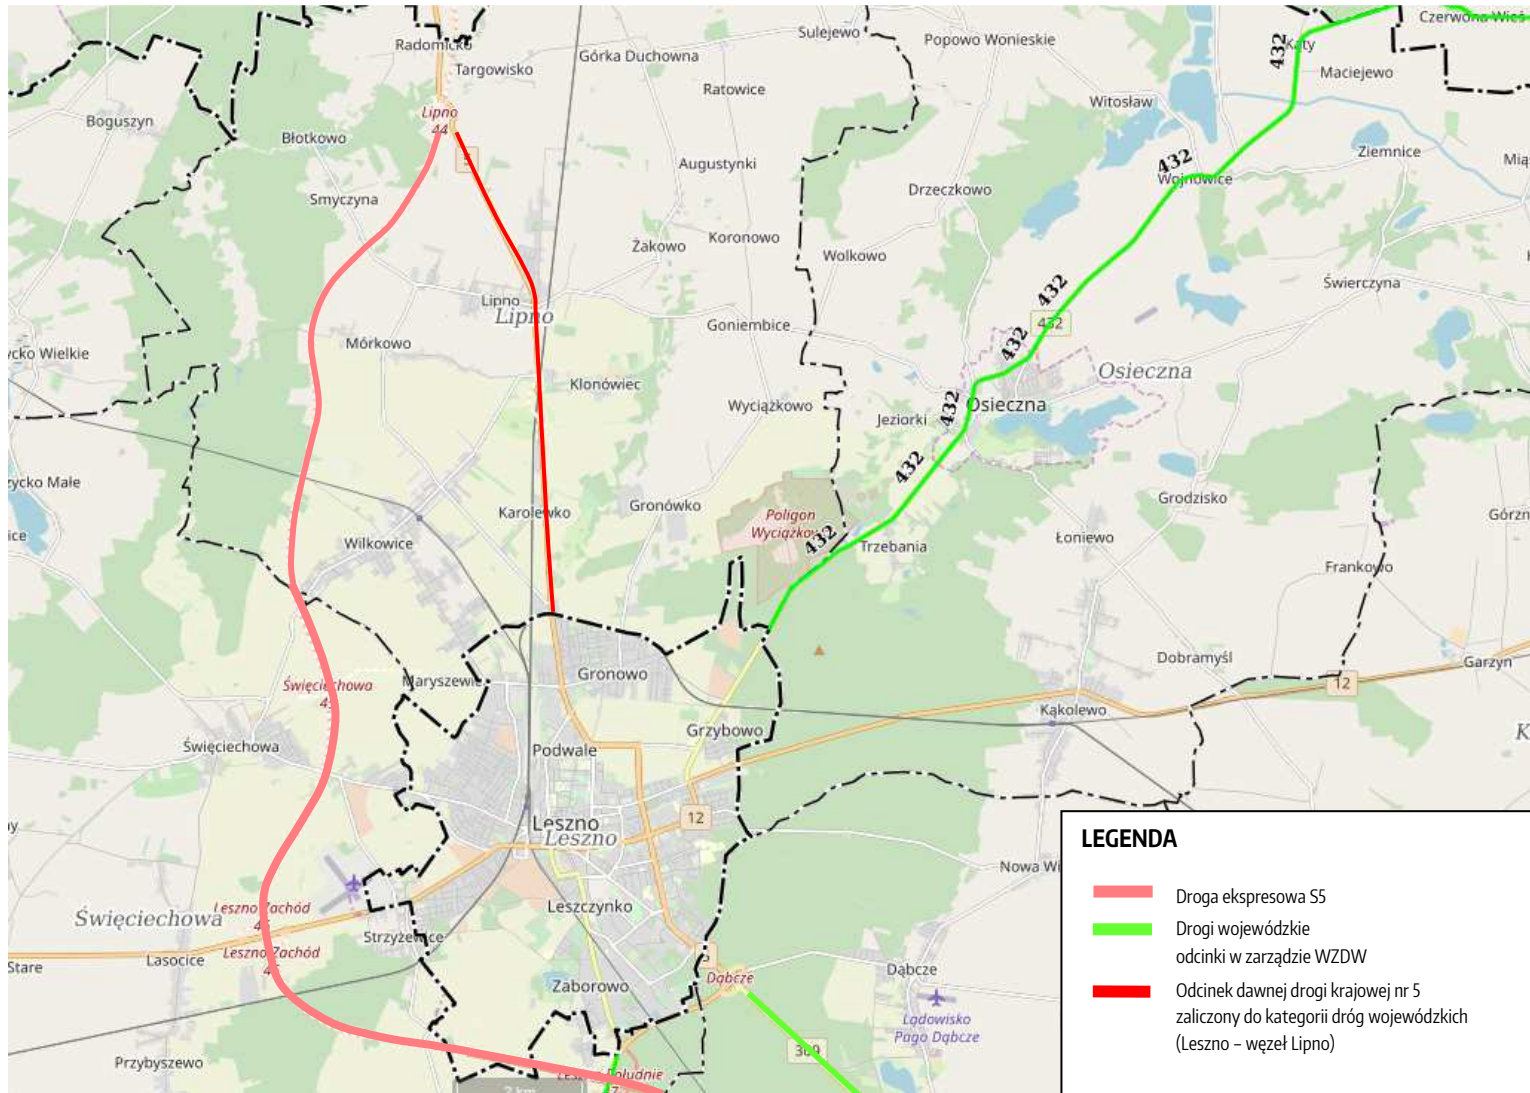 Radomicko
Targowisko
Górka Duchowna
Sulejewo
Popowo Wonieskie
Czerwona Wieś
Kąty
432
Maciejewo
Ratowice
Boguszyn
Lipno
44
Błotkowo
5
Witosław
Augustynki
Ziemnice
432
Wojnowice
Smyczyna
Drzeczkowo
Żakowo
Koronowo
Wolkowo
Świerczyna
432
Lipno
Lipno
Goniembice
432
432
Mórkowo
Klonówiec
Osieczna
Wyciążkowo
432
Osieczna
Jeziorki
432
Karolewko
Gronówko
Poligon
432
Grodzisko
Wilkowice
Trzebania
Łoniewo
Frankowo
Gronowo
Dobramyśl
Garzyn
Święciechowa
12
Kąkolewo
Święciechowa
Podwale
Grzybowo
12
Leszno
Leszno
Święciechowa
Leszno Zachód
Leszczynko
Strzyżewice
Leszno Zachód
Lasocice
Stare
Zaborowo
5
Dąbcze
Dąbcze
Lądowisko
Pago Dąbcze
309
Przybyszewo
LEGENDA
Droga ekspresowa S5
Drogi wojewódzkie
odcinki w zarządzie WZDW
Odcinek dawnej drogi krajowej nr 5
zaliczony do kategorii dróg wojewódzkich
(Leszno – węzeł Lipno)